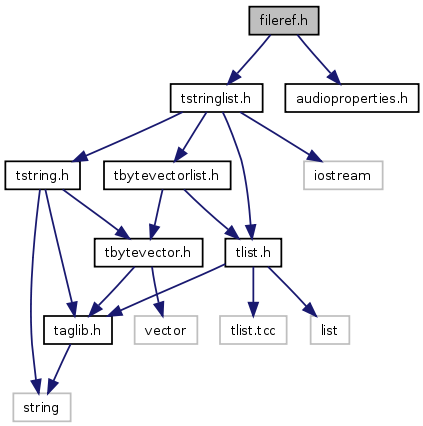 fileref.h
tstringlist.h
audioproperties.h
tstring.h
tbytevectorlist.h
iostream
tbytevector.h
tlist.h
taglib.h
vector
tlist.tcc
list
string